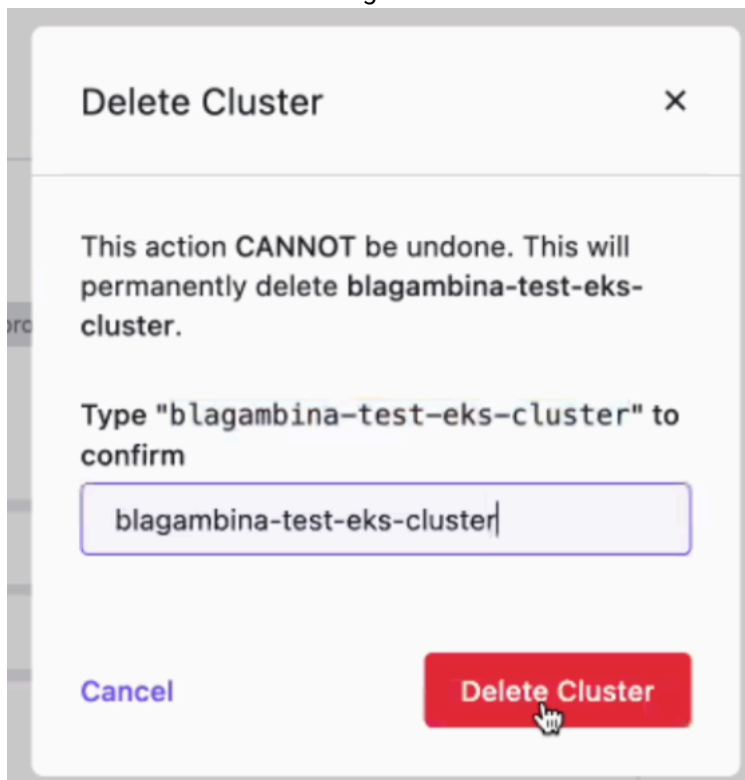 Delete Cluster
This action CANNOT be undone. This will
permanently delete blagambina-test-eks-
cluster.
Type "blagambina-test-eks-cluster" to
confirm
blagambina-test-eks-cluster
Cancel
Delete Cluster